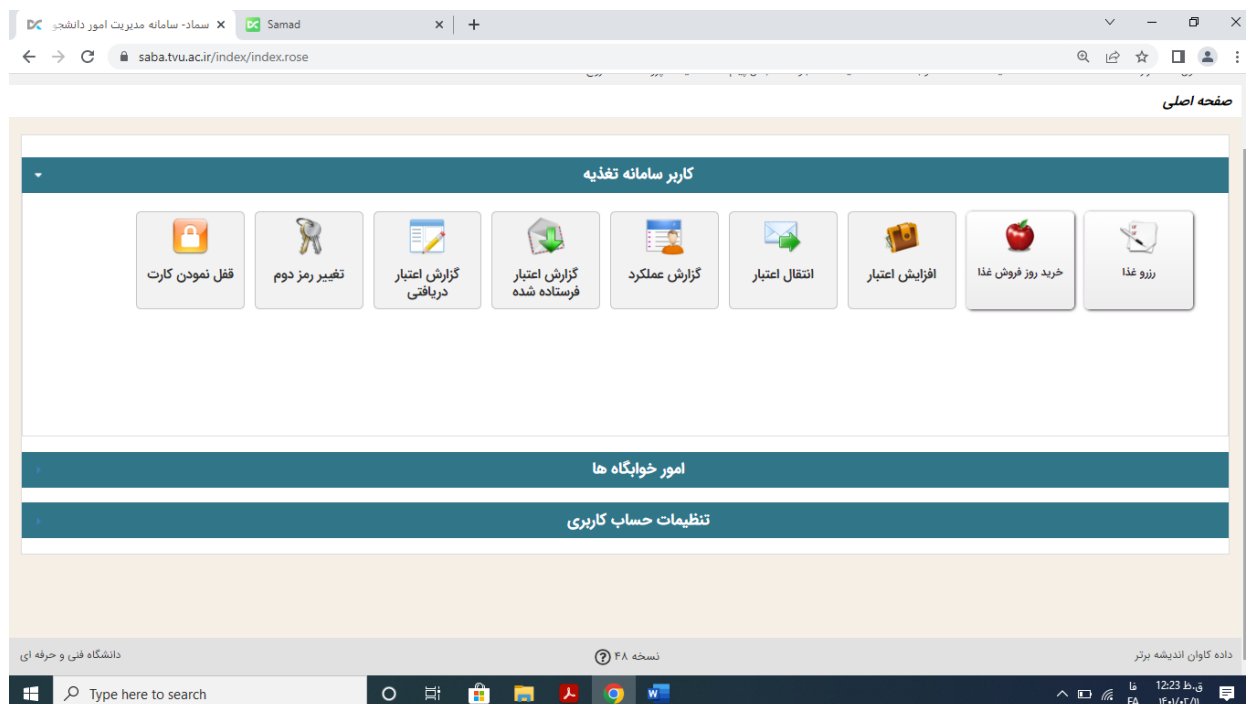 سماد- سامانه مدیریت امور دانشجو
Samad
saba.tvu.ac.ir/index/index.rose
صفحه اصلی
کاربر سامانه تغذیه
رزرو غذا
خرید روز فروش غذا
افزایش اعتبار
انتقال اعتبار
گزارش عملکرد
گزارش اعتبار
فرستاده شده
گزارش اعتبار
دریافتی
تغییر رمز دوم
قفل نمودن کارت
امور خوابگاه ها
تنظیمات حساب کاربری
داده کاوان اندیشه برتر
نسخه ۴۸
دانشگاه فنی و حرفه ای
Type here to search
فا
FA
12:23 ق.ظ
۱۴۰۱/۰۲/۱۱